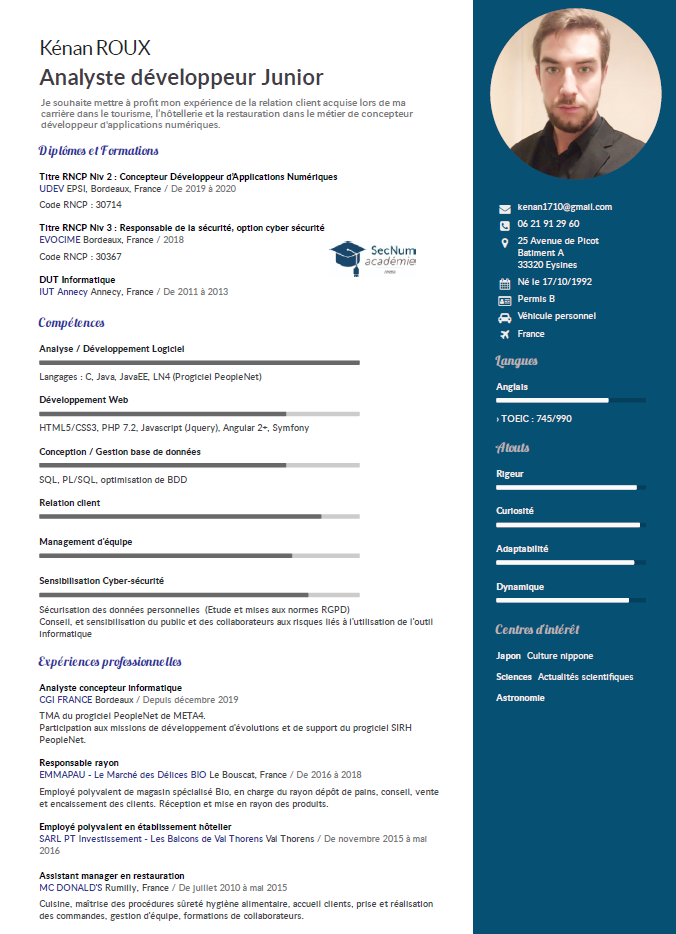 Kénan ROUX
Analyste développeur Junior
Je souhaite mettre à profit mon expérience de la relation client acquise lors de ma
carrière dans le tourisme, l'hôtellerie et la restauration dans le métier de concepteur
développeur d'applications numériques.
Diplômes et Formations
Titre RNCP Niv 2 : Concepteur Développeur d'Applications Numériques
UDEV EPSI, Bordeaux, France / De 2019 à 2020
Code RNCP : 30714
Titre RNCP Niv 3 : Responsable de la sécurité, option cyber sécurité
EVOCIME Bordeaux, France / 2018
Code RNCP : 30367
SecNum
académie
DUT Informatique
IUT Annecy Annecy, France / De 2011 à 2013
Compétences
Analyse / Développement Logiciel
Langages : C, Java, JavaEE, LN4 (Progiciel PeopleNet)
Développement Web
HTML5/CSS3, PHP 7.2, Javascript (Jquery), Angular 2+, Symfony
Conception / Gestion base de données
SQL, PL/SQL, optimisation de BDD
Relation client
Management d'équipe
Sensibilisation Cyber-sécurité
Sécurisation des données personnelles (Etude et mises aux normes RGPD)
Conseil, et sensibilisation du public et des collaborateurs aux risques liés à l'utilisation de l'outil
informatique
Expériences professionnelles
Analyste concepteur informatique
CGI FRANCE Bordeaux / Depuis décembre 2019
TMA du progiciel PeopleNet de META4.
Participation aux missions de développement d'évolutions et de support du progiciel SIRH
PeopleNet.
Responsable rayon
EMMAPAU - Le Marché des Délices BIO Le Bouscat, France / De 2016 à 2018
Employé polyvalent de magasin spécialisé Bio, en charge du rayon dépôt de pains, conseil, vente
et encaissement des clients. Réception et mise en rayon des produits.
Employé polyvalent en établissement hôtelier
SARL PT Investissement - Les Balcons de Val Thorens Val Thorens / De novembre 2015 à mai
2016
Assistant manager en restauration
MC DONALD'S Rumilly, France / De juillet 2010 à mai 2015
Cuisine, maîtrise des procédures sûreté hygiène alimentaire, accueil clients, prise et réalisation
des commandes, gestion d'équipe, formations de collaborateurs.
kenan1710@gmail.com
06 21 91 29 60
25 Avenue de Picot
Batiment A
33320 Eysines
Né le 17/10/1992
Permis B
Véhicule personnel
France
Langues
Anglais
› TOEIC : 745/990
Atouts
Rigeur
Curiosité
Adaptabilité
Dynamique
Centres d'intérêt
Japon Culture nippone
Sciences Actualités scientifiques
Astronomie